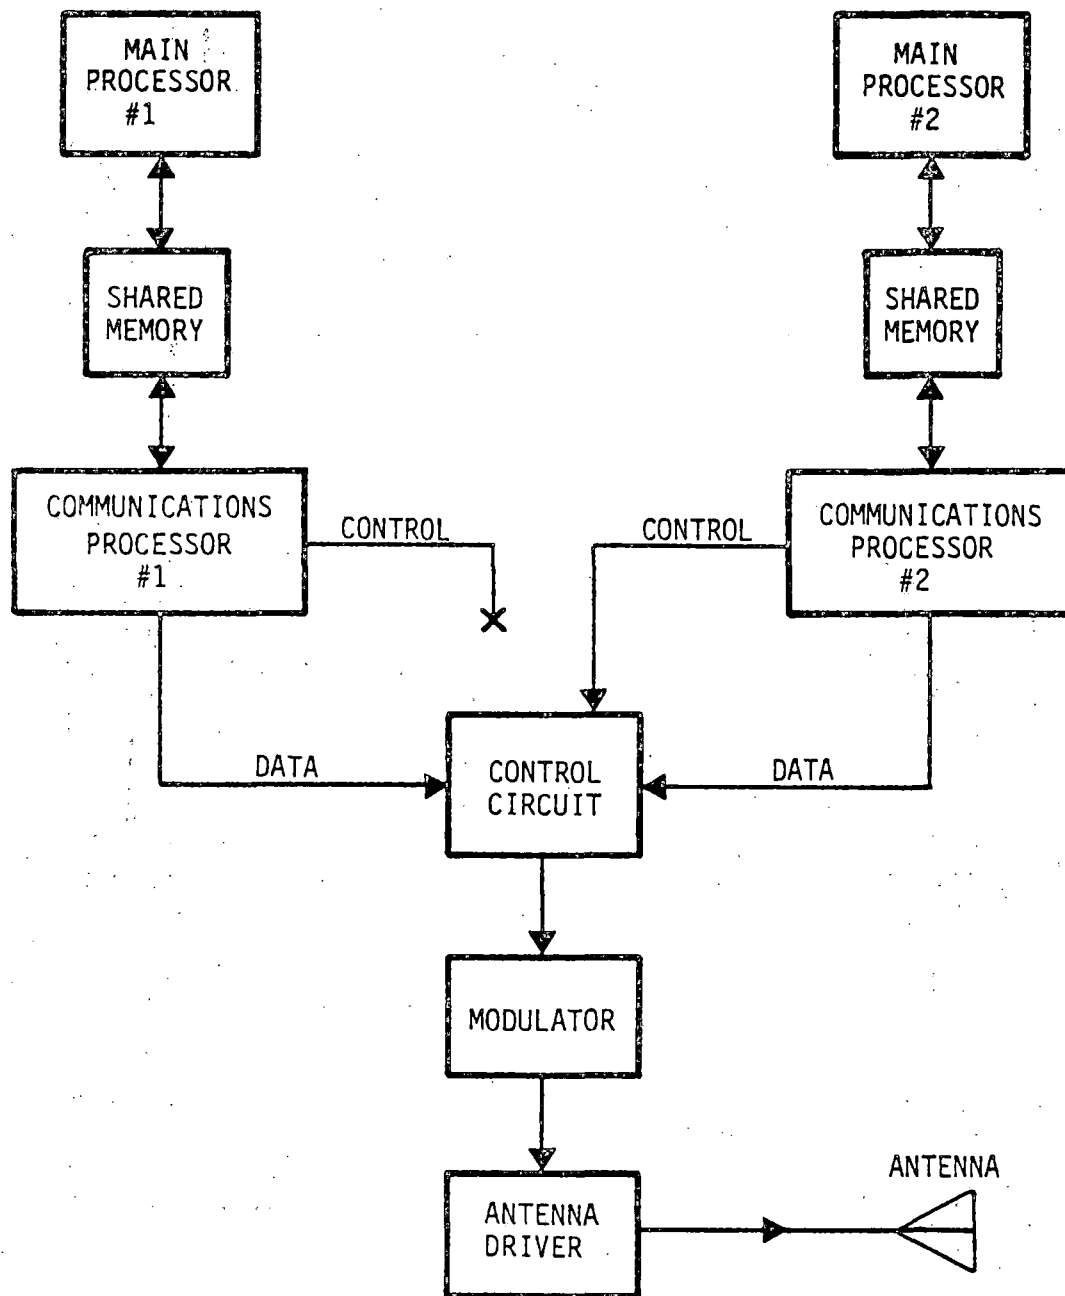 MAIN
PROCESSOR
#1
MAIN
PROCESSOR
#2
SHARED
MEMORY
SHARED
MEMORY
COMMUNICATIONS
PROCESSOR
#1
CONTROL
CONTROL
COMMUNICATIONS
PROCESSOR
#2
DATA
CONTROL
CIRCUIT
DATA
MODULATOR
ANTENNA
DRIVER
ANTENNA